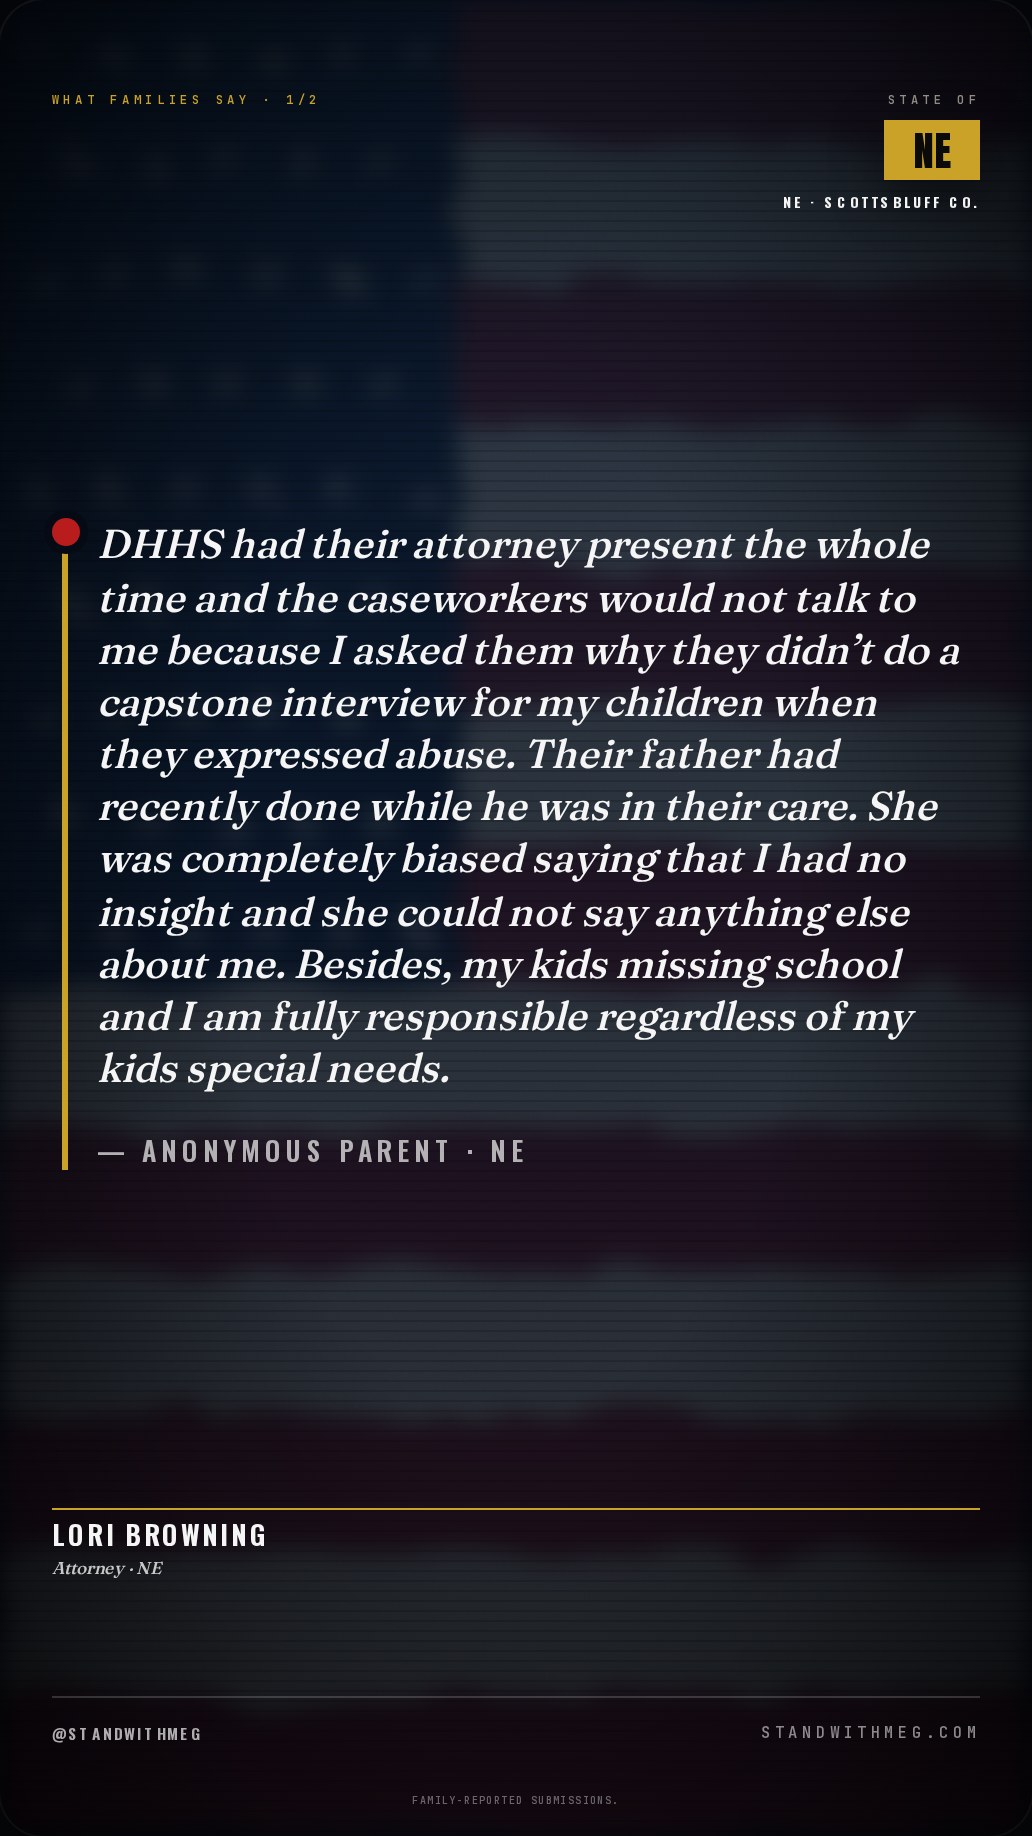 WHAT FAMILIES SAY · 1/2
STATE OF
NE
NE · SCOTTSBLUFF CO.
DHHS had their attorney present the whole
time and the caseworkers would not talk to
me because I asked them why they didn’t do a
capstone interview for my children when
they expressed abuse. Their father had
recently done while he was in their care. She
was completely biased saying that I had no
insight and she could not say anything else
about me. Besides, my kids missing school
and I am fully responsible regardless of my
kids special needs.
— ANONYMOUS PARENT · NE
LORI BROWNING
Attorney · NE
@STANDWITHMEG
STANDWITHMEG.COM
FAMILY-REPORTED SUBMISSIONS.